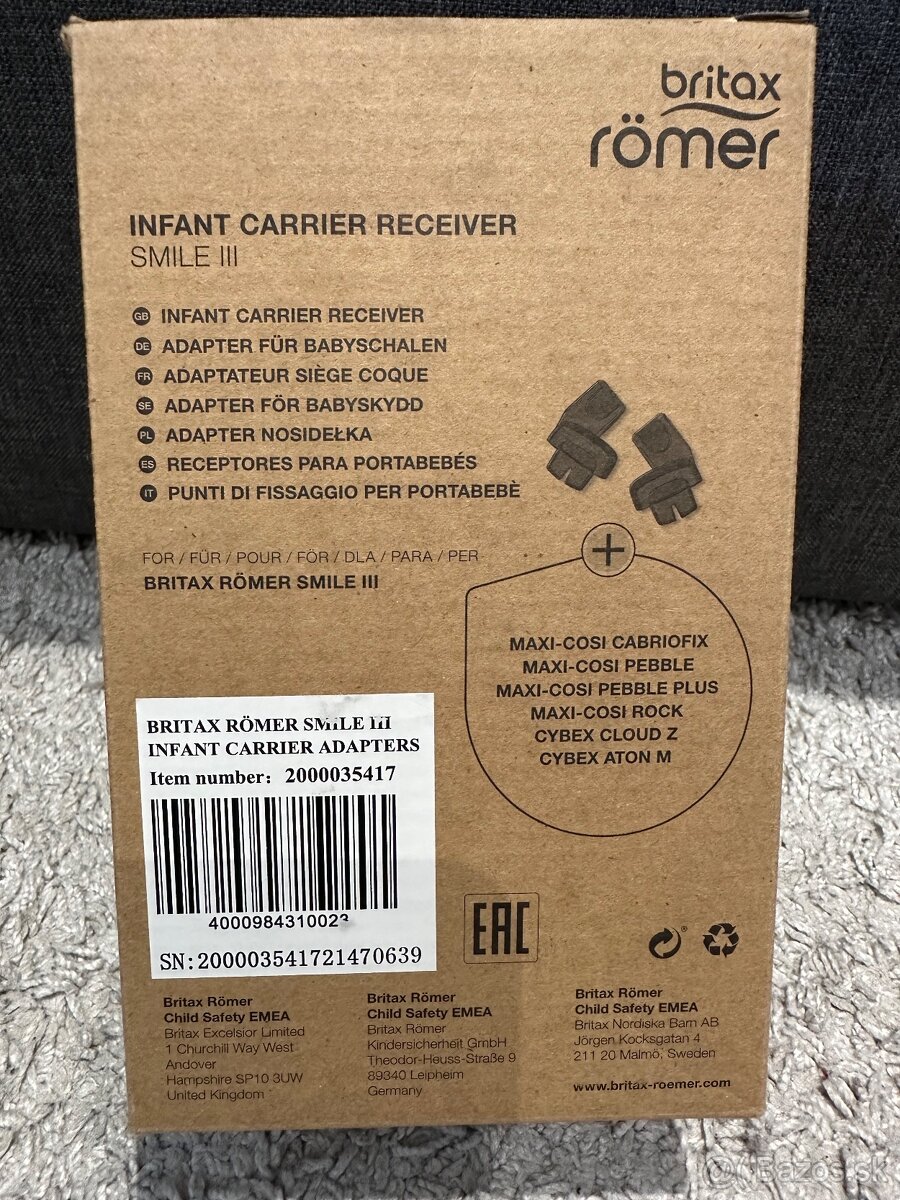 britax
römer
INFANT CARRIER RECEIVER
SMILE III
GB INFANT CARRIER RECEIVER
DE ADAPTER FÜR BABYSCHALEN
FR ADAPTATEUR SIÈGE COQUE
SE ADAPTER FÖR BABYSKYDD
PL ADAPTER NOSIDEŁKA
ES RECEPTORES PARA PORTABEBÉS
IT PUNTI DI FISSAGGIO PER PORTABEBÈ
FOR / FÜR / POUR / FÖR / DLA / PARA / PER
BRITAX RÖMER SMILE III
+
MAXI-COSI CABRIOFIX
MAXI-COSI PEBBLE
MAXI-COSI PEBBLE PLUS
MAXI-COSI ROCK
CYBEX CLOUD Z
CYBEX ATON M
BRITAX RÖMER SMILE III
INFANT CARRIER ADAPTERS
Item number: 2000035417
4000984310023
SN:200003541721470639
EAC
®
Britax Römer
Child Safety EMEA
Britax Excelsior Limited
1 Churchill Way West
Andover
Hampshire SP10 3UW
United Kingdom
Britax Römer
Child Safety EMEA
Britax Römer
Kindersicherheit GmbH
Theodor-Heuss-Straße 9
89340 Leipheim
Germany
Britax Römer
Child Safety EMEA
Britax Nordiska Barn AB
Jörgen Kocksgatan 4
211 20 Malmö, Sweden
www.britax-roemer.com
Bazos.sk